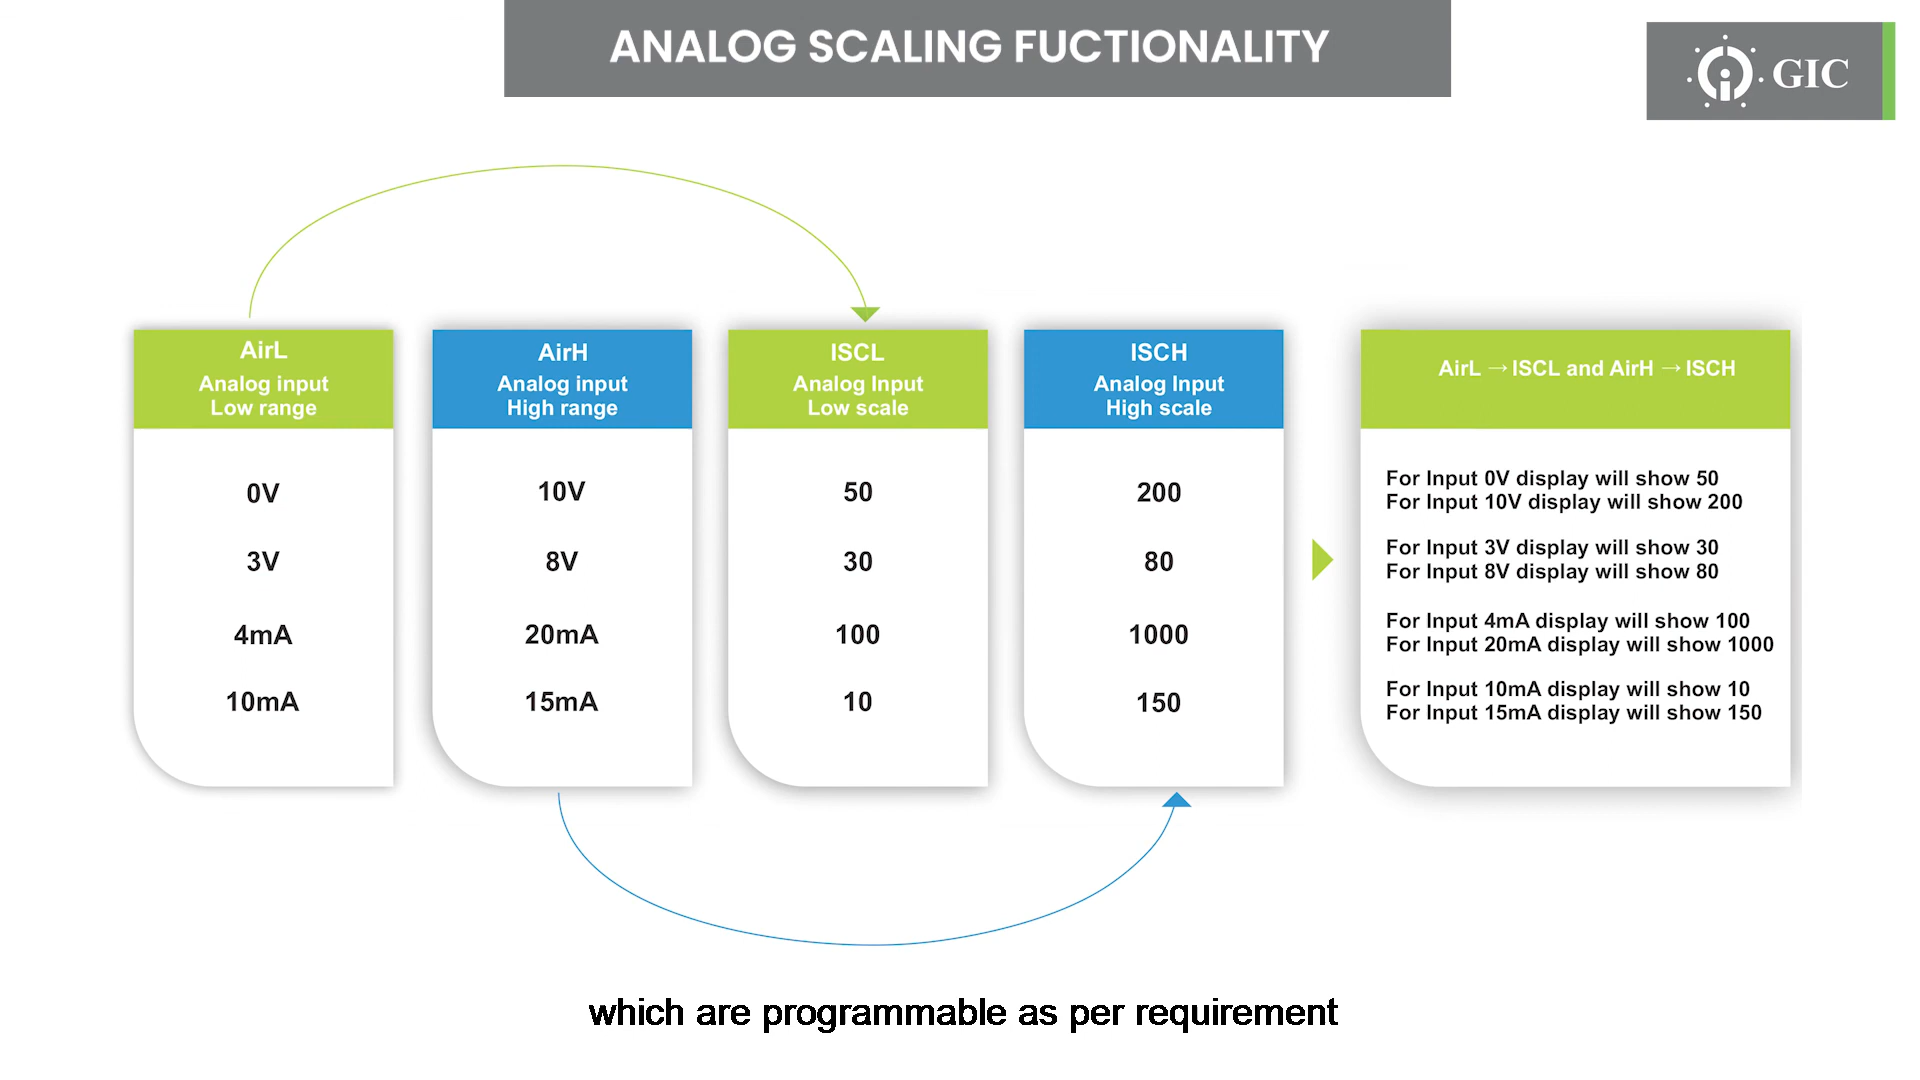 ANALOG SCALING FUCTIONALITY
GIC
AirL
Analog input
Low range
0V
3V
4mA
10mA
AirH
Analog input
High range
10V
8V
20mA
15mA
ISCL
Analog Input
Low scale
50
30
100
10
ISCH
Analog Input
High scale
200
80
1000
150
AirL → ISCL and AirH → ISCH
For Input 0V display will show 50
For Input 10V display will show 200
For Input 3V display will show 30
For Input 8V display will show 80
For Input 4mA display will show 100
For Input 20mA display will show 1000
For Input 10mA display will show 10
For Input 15mA display will show 150
which are programmable as per requirement